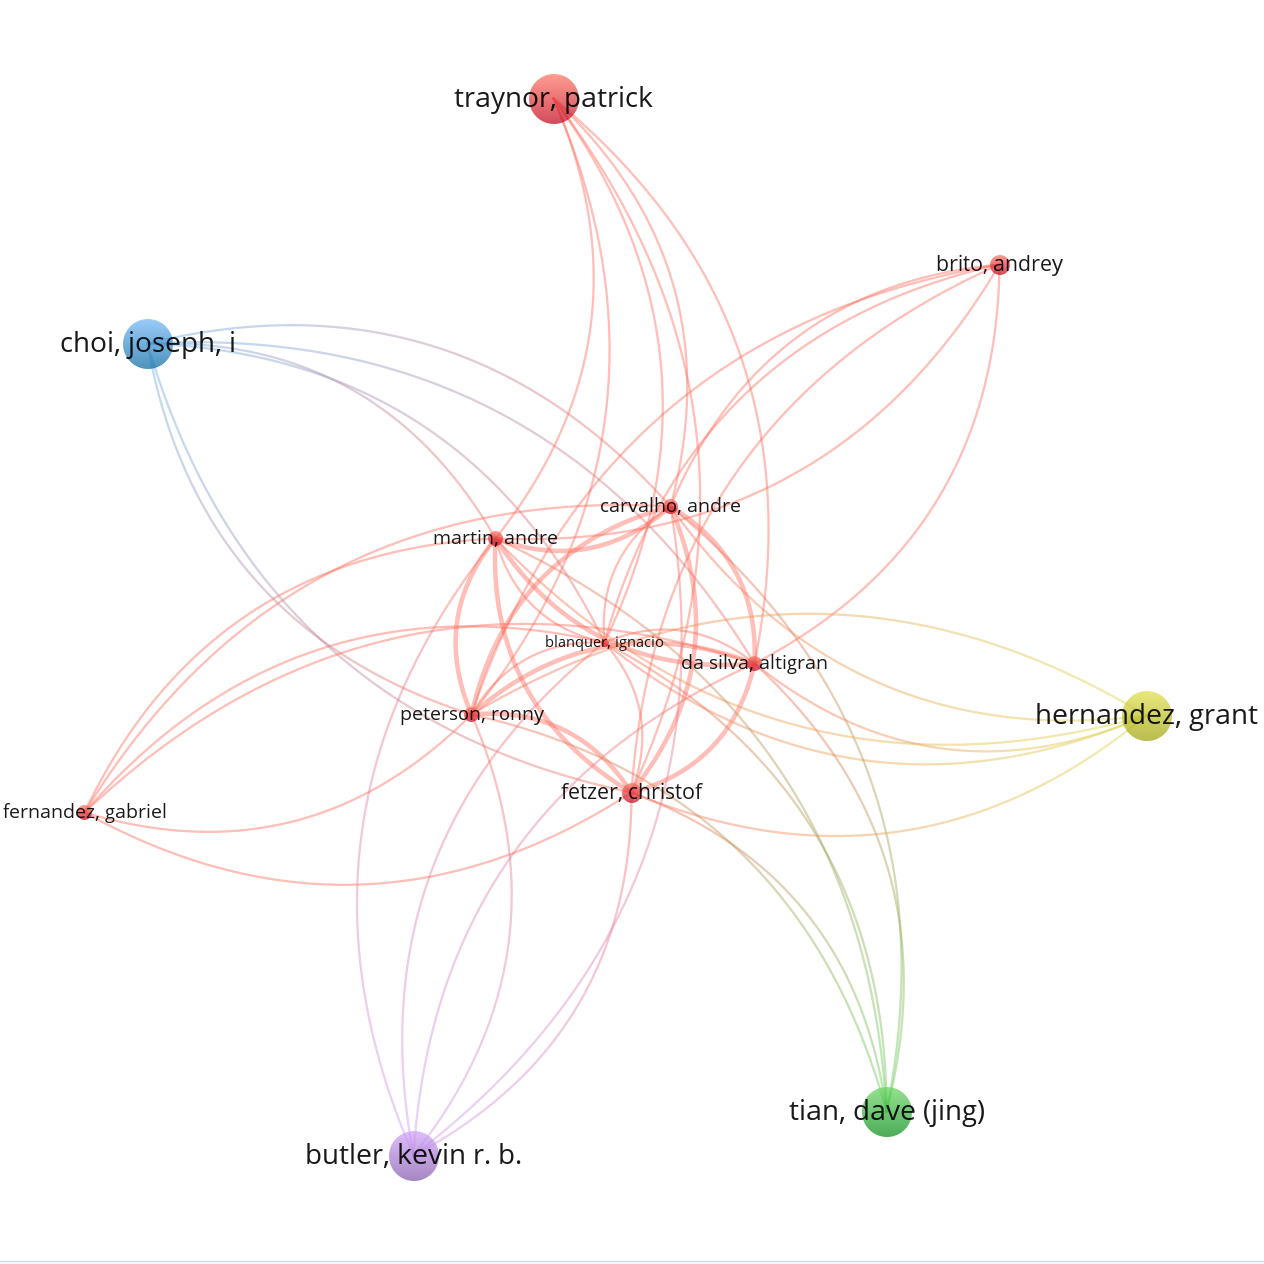 traynor, patrick
brito, andrey
choi, joseph, i
carvalho, andre
martin, andre
blanquer, ignacio
da silva, altigran
peterson, ronny
hernandez, grant
fetzer, christof
fernandez, gabriel
tian, dave (jing)
butler, kevin r. b.